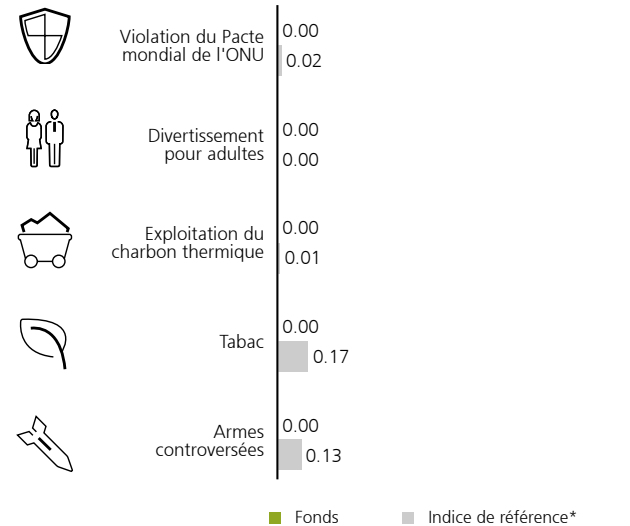 Violation du Pacte
mondial de l'ONU
0.00
0.02
Divertissement
pour adultes
0.00
0.00
Exploitation du
charbon thermique
0.00
0.01
Tabac
0.00
0.17
Armes
controversées
0.00
0.13
Fonds
Indice de référence*